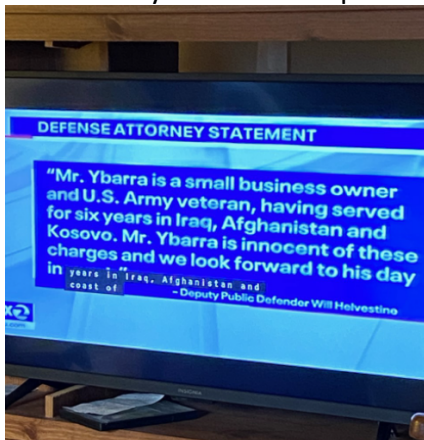 DEFENSE ATTORNEY STATEMENT
"Mr. Ybarra is a small business owner
and U.S. Army veteran, having served
for six years in Iraq, Afghanistan and
Kosovo. Mr. Ybarra is innocent of these
charges and we look forward to his day
in
years in Iraq, Afghanistan and
coast of
– Deputy Public Defender Will Helvestine
INSIGNIA